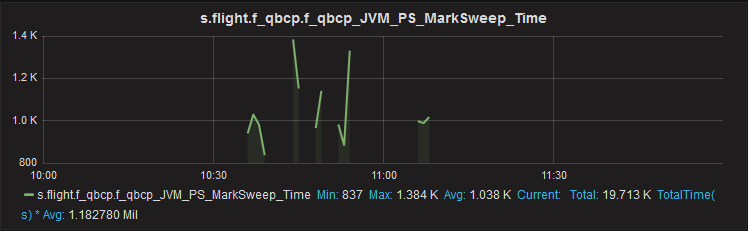 s.flight.f_qbcp.f_qbcp_JVM_PS_MarkSweep_Time
1.4 K
1.2 K
1.0 K
800
10:00 10:30 11:00 11:30
s.flight.f_qbcp.f_qbcp_JVM_PS_MarkSweep_Time Min: 837 Max: 1.384 K Avg: 1.038 K Current: Total: 19.713 K TotalTime(
s) * Avg: 1.182780 Mil